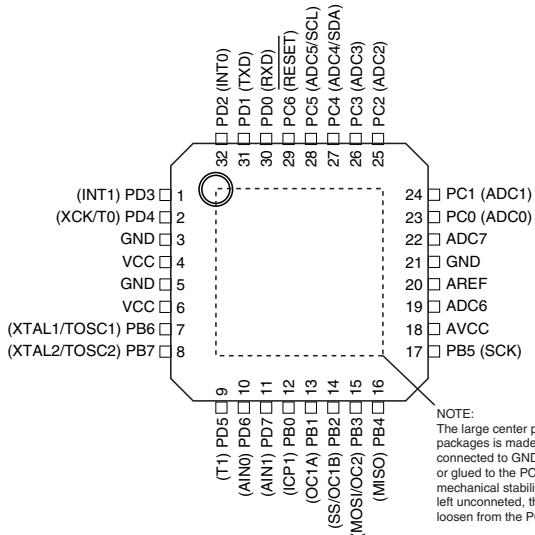 32 PD2 (INT0)
31 PD1 (TXD)
30 PD0 (RXD)
29 PC6 (RESET)
28 PC5 (ADC5/SCL)
27 PC4 (ADC4/SDA)
26 PC3 (ADC3)
25 PC2 (ADC2)
(INT1) PD3 1
(XCK/T0) PD4 2
GND 3
VCC 4
GND 5
VCC 6
(XTAL1/TOSC1) PB6 7
(XTAL2/TOSC2) PB7 8
24 PC1 (ADC1)
23 PC0 (ADC0)
22 ADC7
21 GND
20 AREF
19 ADC6
18 AVCC
17 PB5 (SCK)
(T1) PD5 9
(AIN0) PD6 10
(AIN1) PD7 11
(ICP1) PB0 12
(OC1A) PB1 13
(SS/OC1B) PB2 14
(MOSI/OC2) PB3 15
(MISO) PB4 16
NOTE:
The large center p
packages is made
connected to GND
or glued to the PC
mechanical stabili
left unconneted, th
loosen from the PC